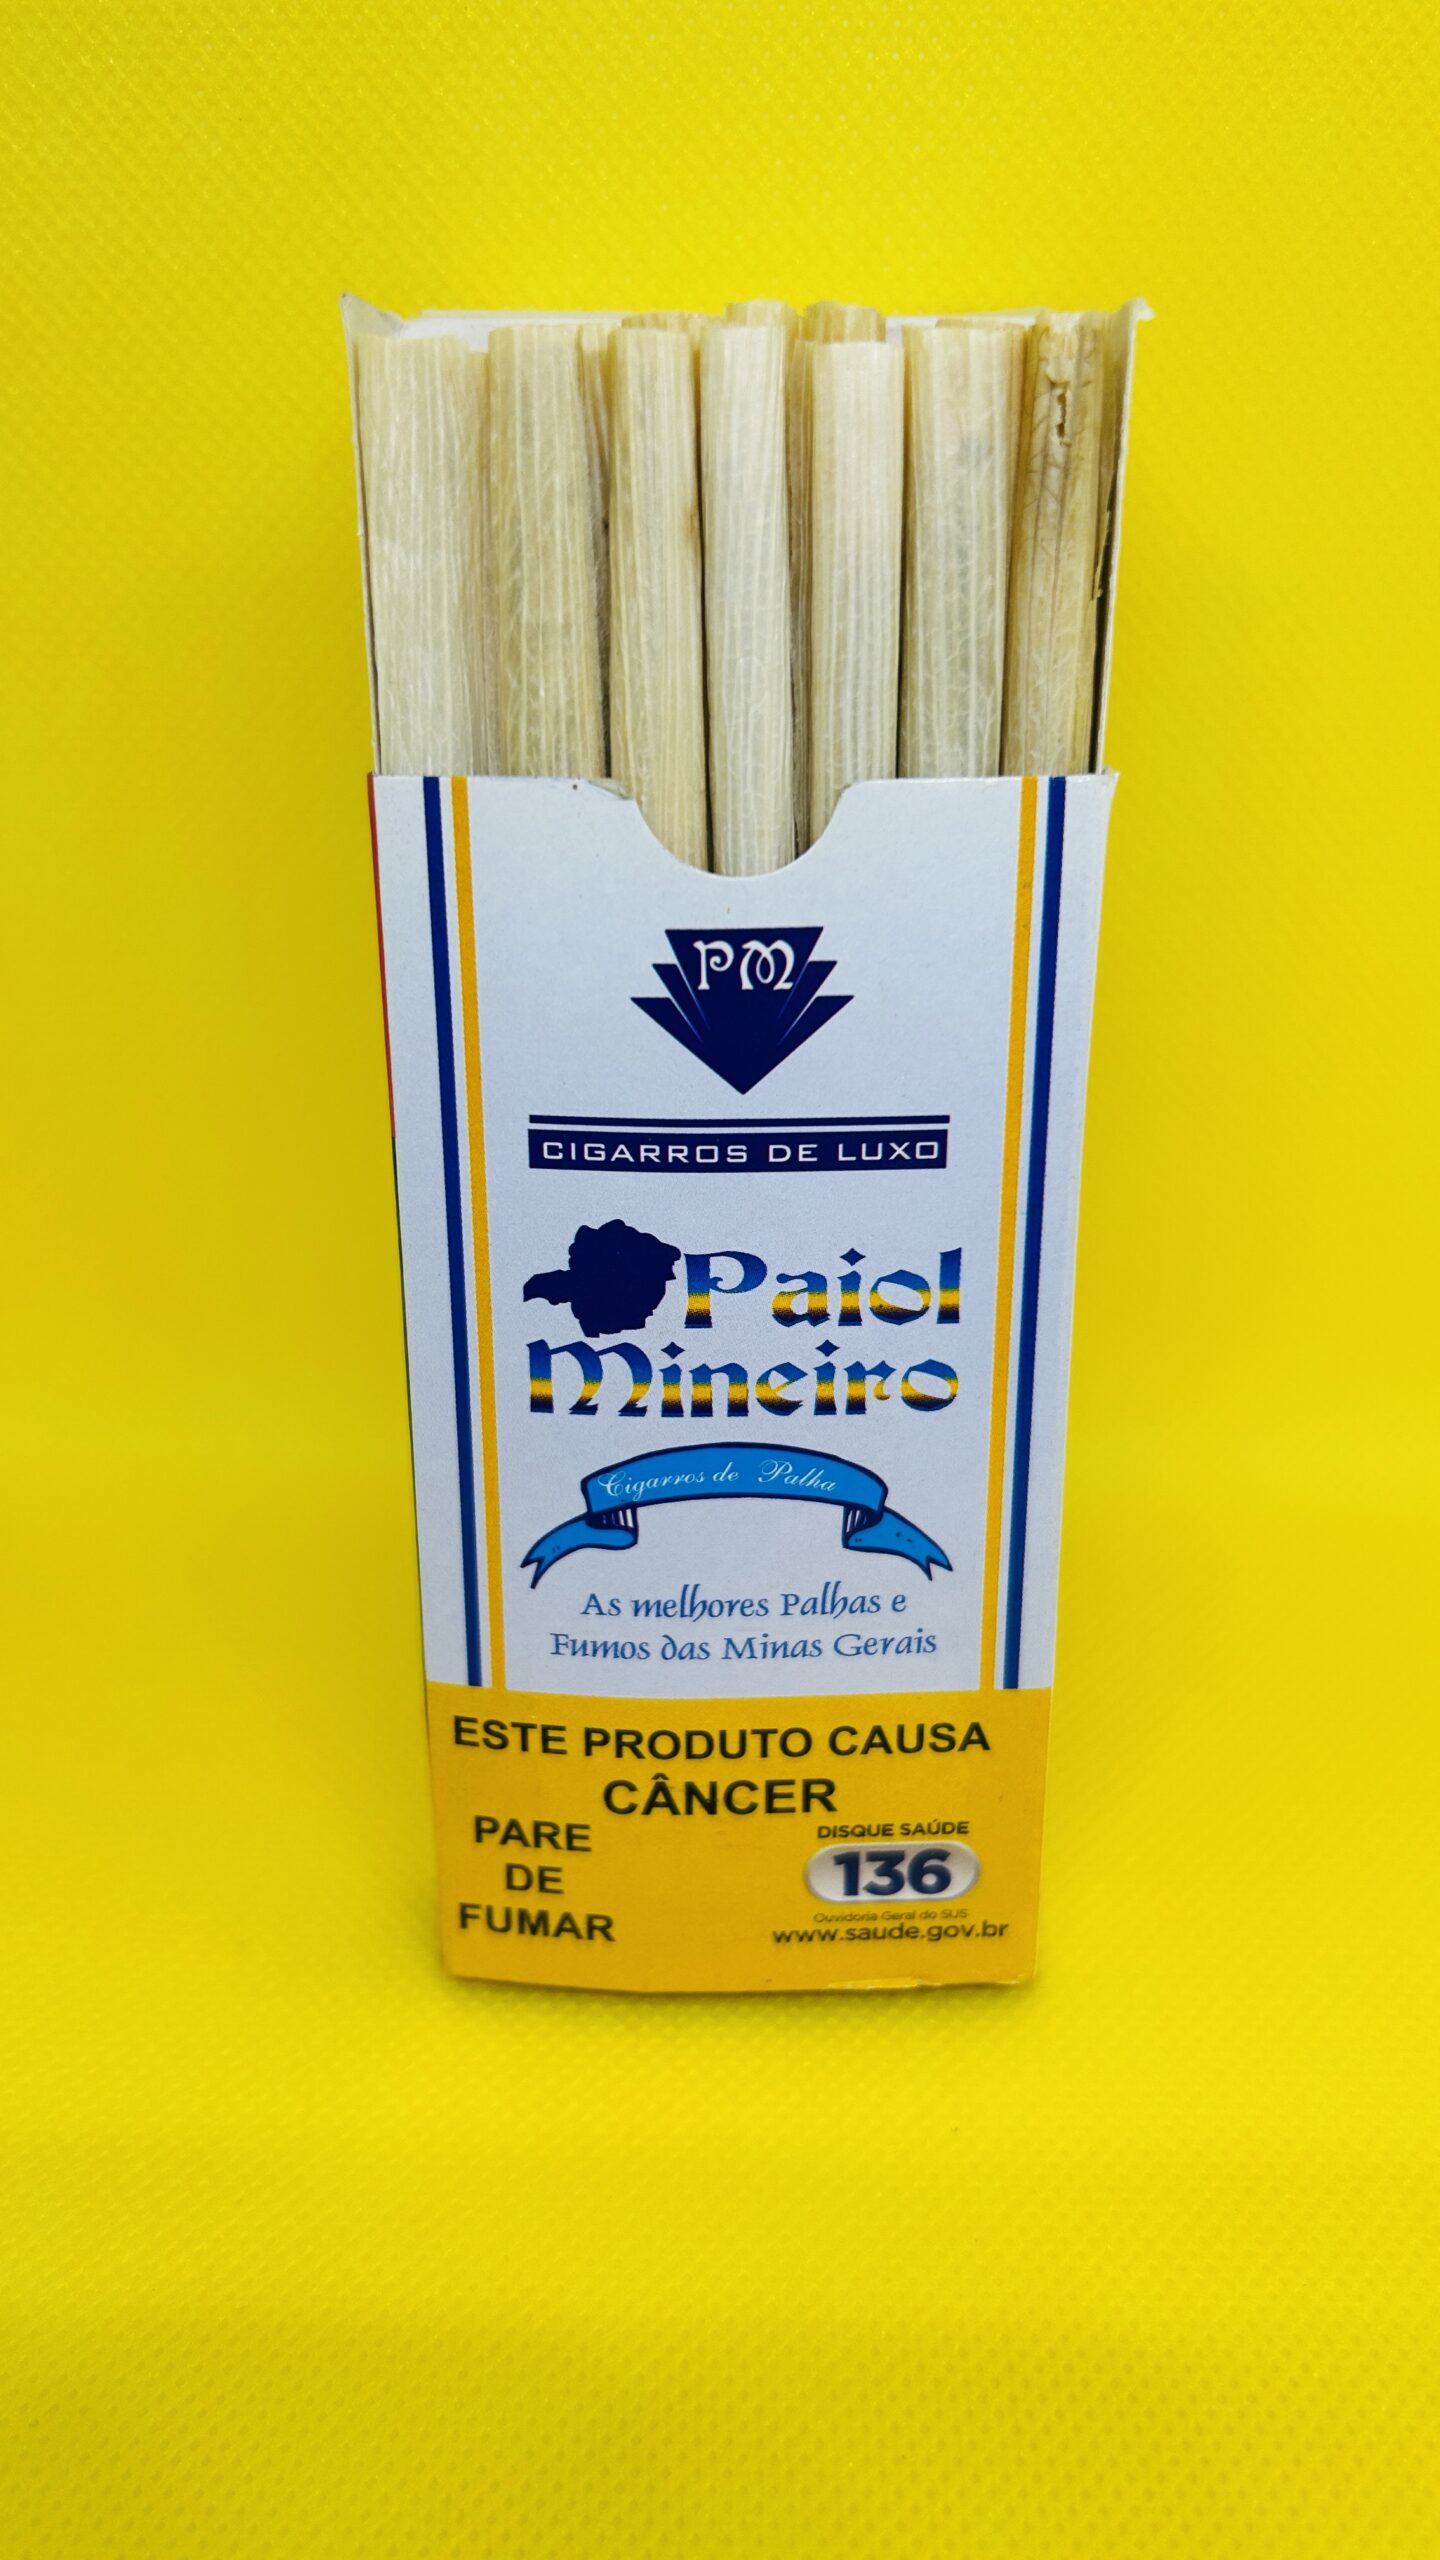 PM
CIGARROS DE LUXO
Paiol
Mineiro
Cigarros de Palha
As melhores Palhas e
Fumos das Minas Gerais
ESTE PRODUTO CAUSA
CÂNCER
PARE
DE
FUMAR
DISQUE SAÚDE
136
Ouvidoria Geral do SUS
www.saude.gov.br